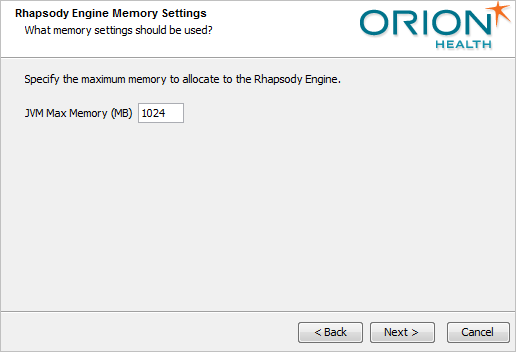 Rhapsody Engine Memory Settings
What memory settings should be used?
ORION
HEALTH
Specify the maximum memory to allocate to the Rhapsody Engine.
JVM Max Memory (MB) 1024
< Back Next > Cancel